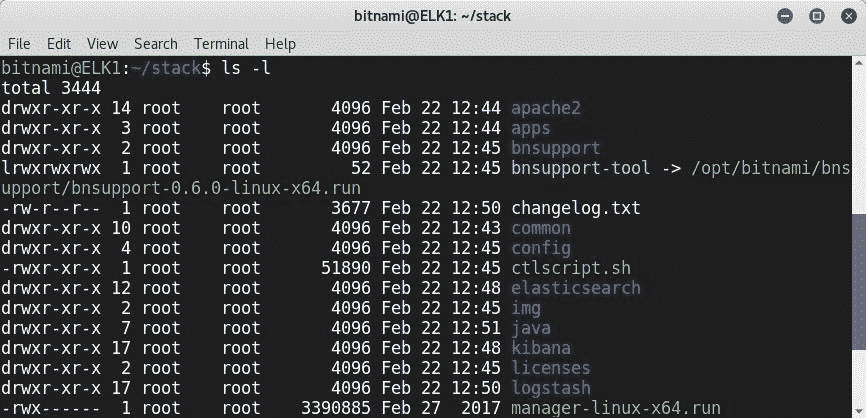 bitnami@ELK1: ~/stack
File Edit View Search Terminal Help
bitnami@ELK1:~/stack$ ls -l
total 3444
drwxr-xr-x 14 root    root       4096 Feb 22 12:44 apache2
drwxr-xr-x  3 root    root       4096 Feb 22 12:44 apps
drwxr-xr-x  2 root    root       4096 Feb 22 12:45 bnsupport
lrwxrwxrwx  1 root    root         52 Feb 22 12:45 bnsupport-tool -> /opt/bitnami/bns
upport/bnsupport-0.6.0-linux-x64.run
-rw-r--r--  1 root    root       3677 Feb 22 12:50 changelog.txt
drwxr-xr-x 10 root    root       4096 Feb 22 12:43 common
drwxr-xr-x  4 root    root       4096 Feb 22 12:45 config
-rwxr-xr-x  1 root    root      51890 Feb 22 12:45 ctlscript.sh
drwxr-xr-x 12 root    root       4096 Feb 22 12:48 elasticsearch
drwxr-xr-x  2 root    root       4096 Feb 22 12:45 img
drwxr-xr-x  7 root    root       4096 Feb 22 12:51 java
drwxr-xr-x 17 root    root       4096 Feb 22 12:48 kibana
drwxr-xr-x  2 root    root       4096 Feb 22 12:45 licenses
drwxr-xr-x 17 root    root       4096 Feb 22 12:50 logstash
-rwx------  1 root    root    3390885 Feb 27  2017 manager-linux-x64.run